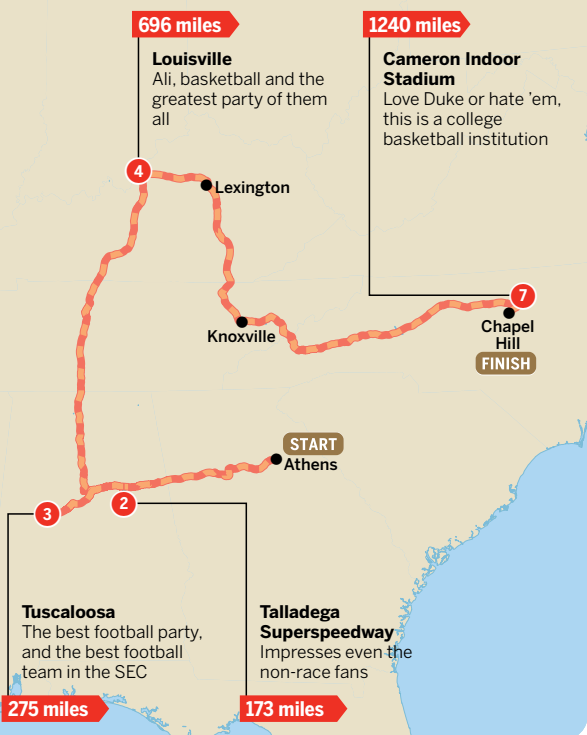 696 miles
Louisville
Ali, basketball and the
greatest party of them
all
1240 miles
Cameron Indoor
Stadium
Love Duke or hate ’em,
this is a college
basketball institution
4
Lexington
7
Knoxville
Chapel
Hill
FINISH
START
Athens
3
2
Tuscaloosa
The best football party,
and the best football
team in the SEC
275 miles
Talladega
Superspeedway
Impresses even the
non-race fans
173 miles